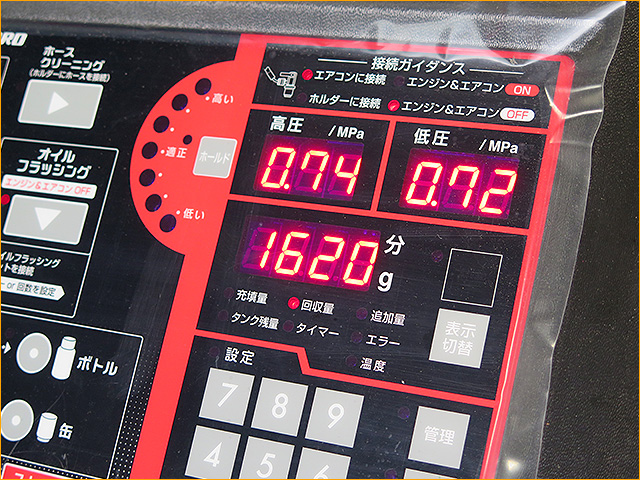 RD
ホース
クリーニング
(ホルダーにホースを接続)
オイル
フラッシング
エンジン&エアコン OFF
イルフラッシング
ットを接続
ー or 回数を設定
ボトル
缶
高い
適正
ホールド
低い
接続ガイダンス
エアコンに接続 エンジン&エアコン ON
ホルダーに接続 エンジン&エアコン OFF
高圧 /MPa
0.74
低圧 /MPa
0.72
1620
分
g
充填量 回収量 追加量
タンク残量 タイマー エラー
温度
表示
切替
設定
7 8 9
管理
4 5 6